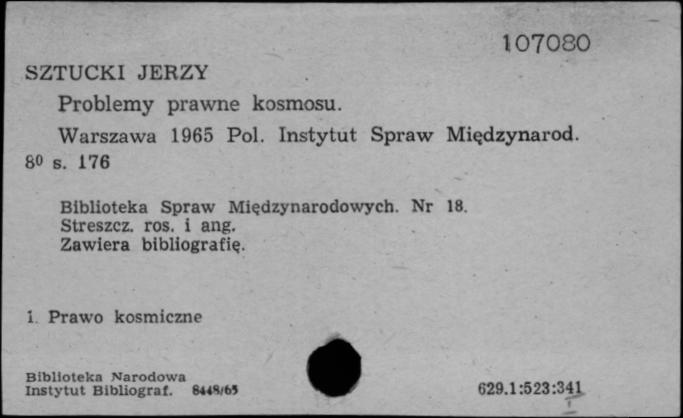 107080
SZTUCKI JERZY
Problemy prawne kosmosu.
Warszawa 1965 Pol. Instytut Spraw Międzynarod.
8⁰ s. 176
Biblioteka Spraw Międzynarodowych. Nr 18.
Streszcz. ros. i ang.
Zawiera bibliografię.
1. Prawo kosmiczne
Biblioteka Narodowa
Instytut Bibliograf. 8448/65
629.1:523:341